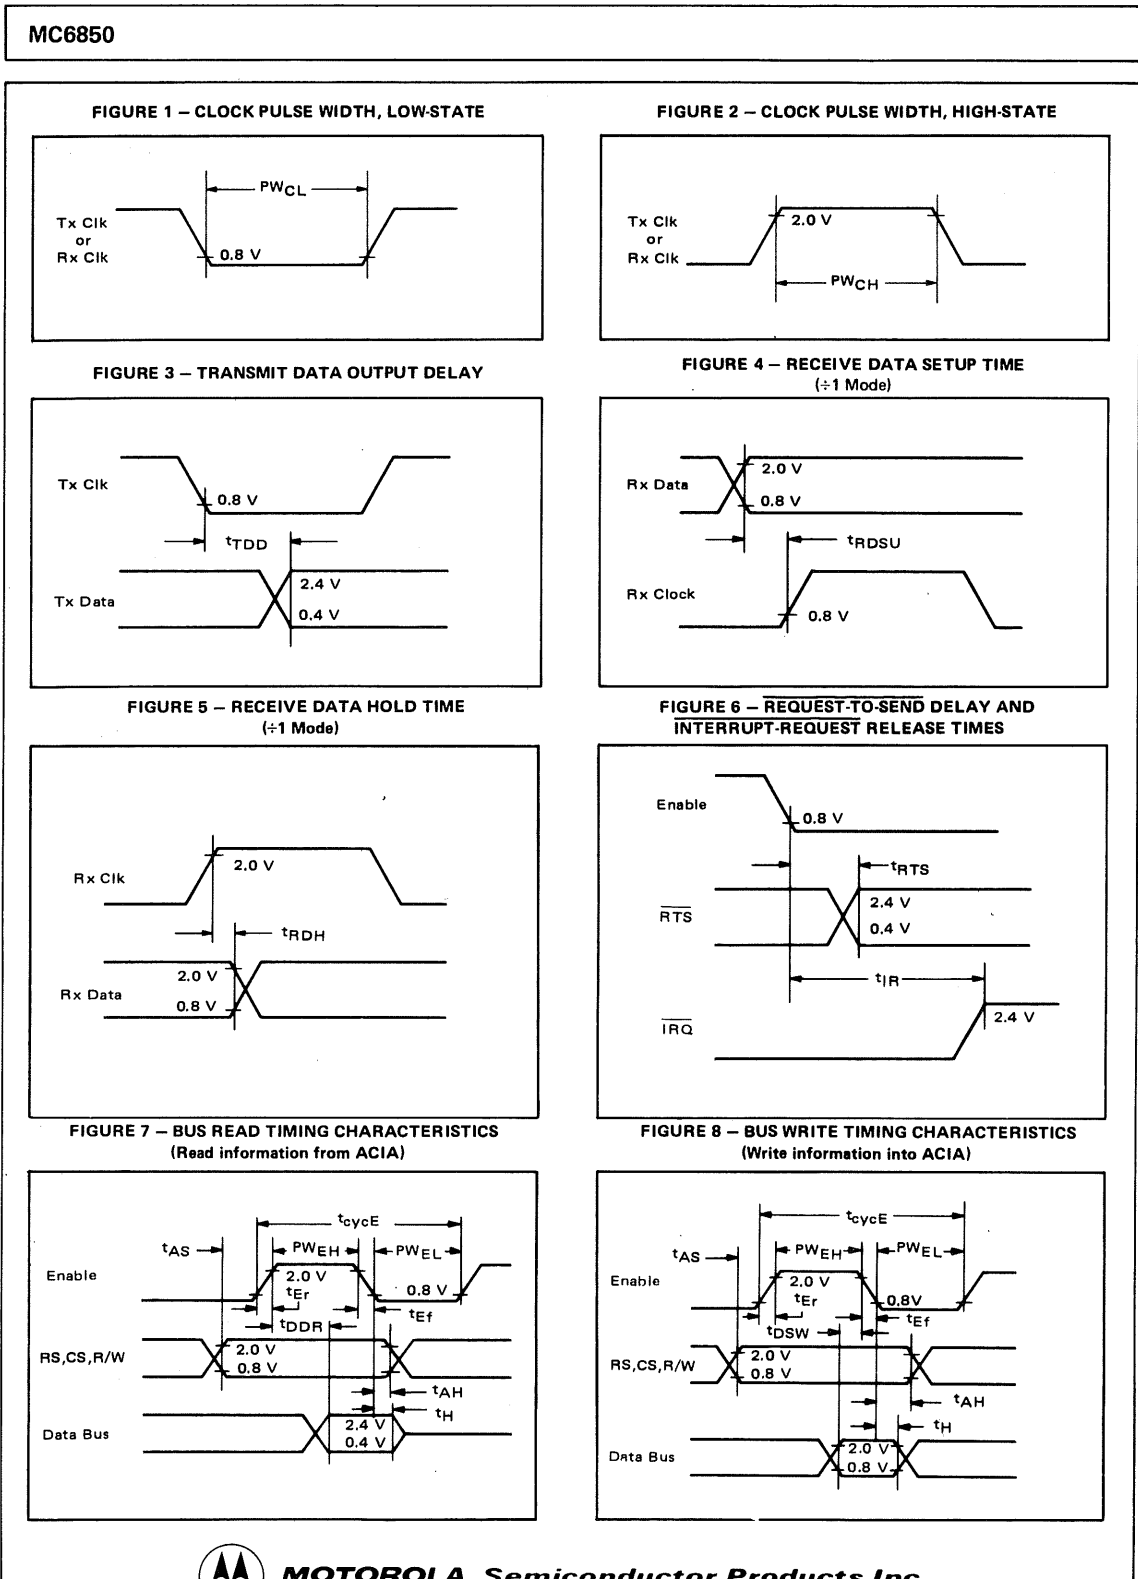 MC6850
FIGURE 1 – CLOCK PULSE WIDTH, LOW-STATE
PWCL
Tx Clk
or
Rx Clk
0.8 V
FIGURE 2 – CLOCK PULSE WIDTH, HIGH-STATE
Tx Clk
or
Rx Clk
2.0 V
PWCH
FIGURE 3 – TRANSMIT DATA OUTPUT DELAY
Tx Clk
0.8 V
tTDD
Tx Data
2.4 V
0.4 V
FIGURE 4 – RECEIVE DATA SETUP TIME
(÷1 Mode)
Rx Data
2.0 V
0.8 V
tRDSU
Rx Clock
0.8 V
FIGURE 5 – RECEIVE DATA HOLD TIME
(÷1 Mode)
Rx Clk
2.0 V
tRDH
Rx Data
2.0 V
0.8 V
FIGURE 6 – REQUEST-TO-SEND DELAY AND
INTERRUPT-REQUEST RELEASE TIMES
Enable
0.8 V
tRTS
RTS
2.4 V
0.4 V
tIR
IRQ
2.4 V
FIGURE 7 – BUS READ TIMING CHARACTERISTICS
(Read information from ACIA)
tcycE
tAS
PWEH
PWEL
Enable
2.0 V
0.8 V
tEr
tEf
tDDR
RS,CS,R/W
2.0 V
0.8 V
tAH
tH
Data Bus
2.4 V
0.4 V
FIGURE 8 – BUS WRITE TIMING CHARACTERISTICS
(Write information into ACIA)
tcycE
tAS
PWEH
PWEL
Enable
2.0 V
0.8V
tEr
tEf
tDSW
RS,CS,R/W
2.0 V
0.8 V
tAH
tH
Data Bus
2.0 V
0.8 V
MOTOROLA Semiconductor Products Inc.